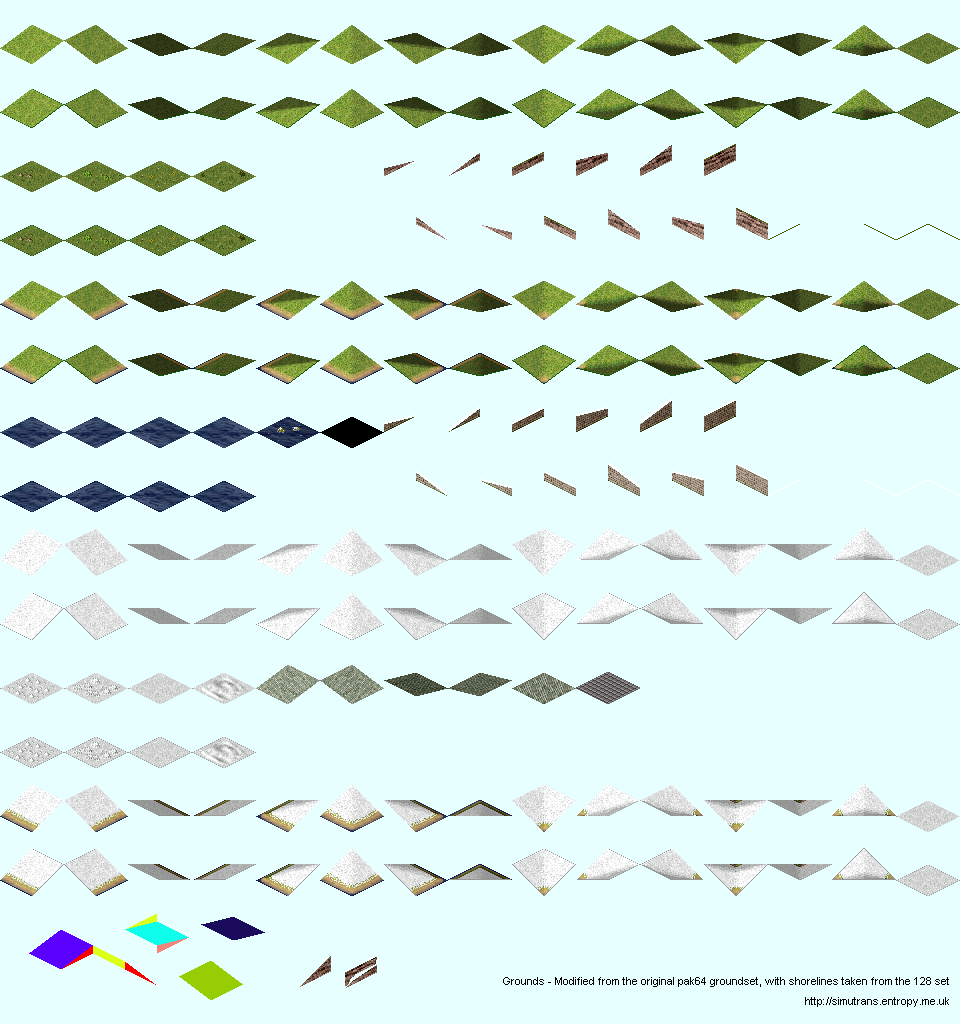 Grounds - Modified from the original pak64 groundset, with shorelines taken from the 128 set
http://simutrans.entropy.me.uk